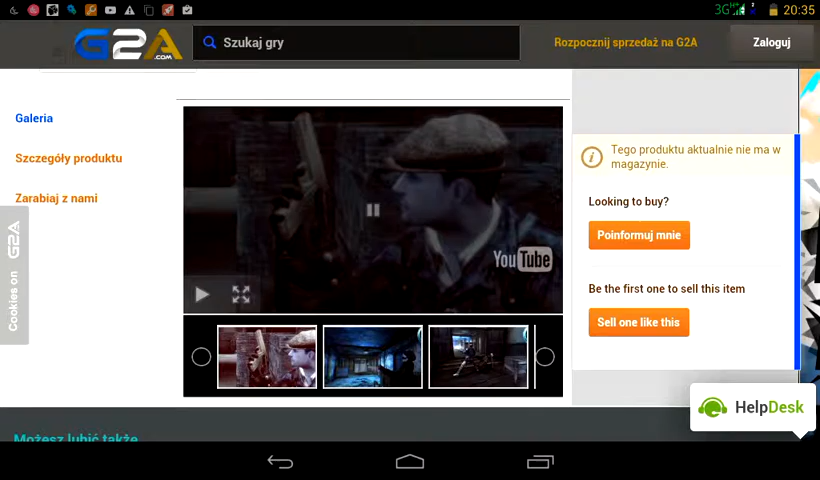 3G H+ 20:35
G2A .COM Szukaj gry Rozpocznij sprzedaż na G2A Zaloguj
Galeria
Szczegóły produktu
Zarabiaj z nami
Cookies on G2A
YouTube
Tego produktu aktualnie nie ma w
magazynie.
Looking to buy?
Poinformuj mnie
Be the first one to sell this item
Sell one like this
HelpDesk
Możesz lubić także